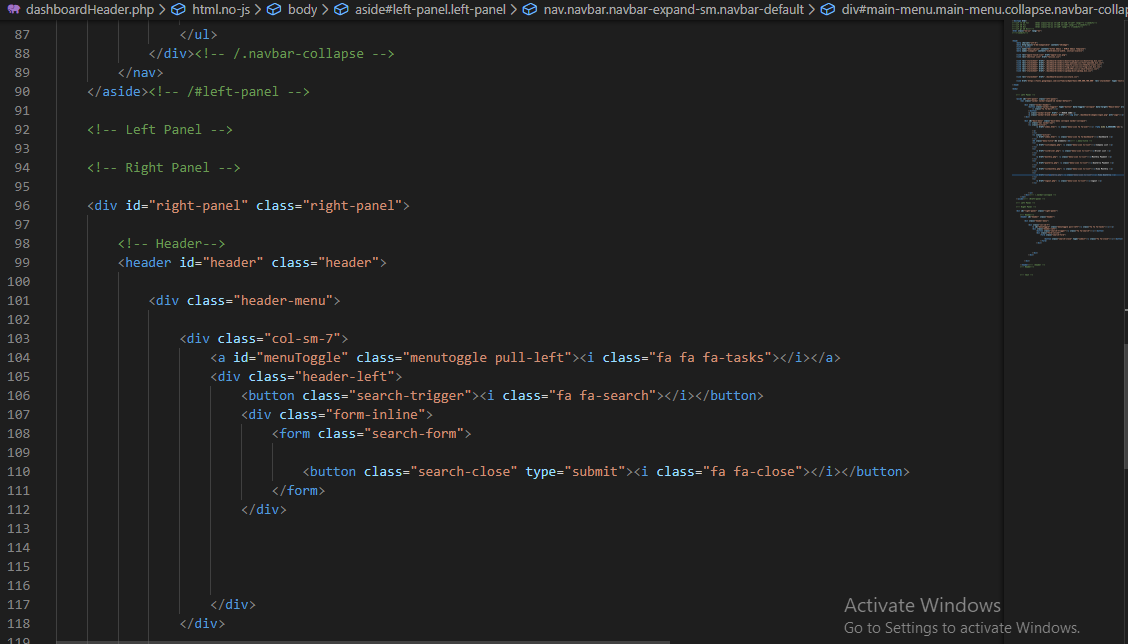 dashboardHeader.php > html.no-js > body > aside#left-panel.left-panel > nav.navbar.navbar-expand-sm.navbar-default > div#main-menu.main-menu.collapse.navbar-collap
87 </ul>
88 </div><!-- /.navbar-collapse -->
89 </nav>
90 </aside><!-- /#left-panel -->
91
92 <!-- Left Panel -->
93
94 <!-- Right Panel -->
95
96 <div id="right-panel" class="right-panel">
97
98 <!-- Header-->
99 <header id="header" class="header">
100
101 <div class="header-menu">
102
103 <div class="col-sm-7">
104 <a id="menuToggle" class="menutoggle pull-left"><i class="fa fa fa-tasks"></i></a>
105 <div class="header-left">
106 <button class="search-trigger"><i class="fa fa-search"></i></button>
107 <div class="form-inline">
108 <form class="search-form">
109
110 <button class="search-close" type="submit"><i class="fa fa-close"></i></button>
111 </form>
112 </div>
113
114
115
116
117 </div>
118 </div>
119
Activate Windows
Go to Settings to activate Windows.